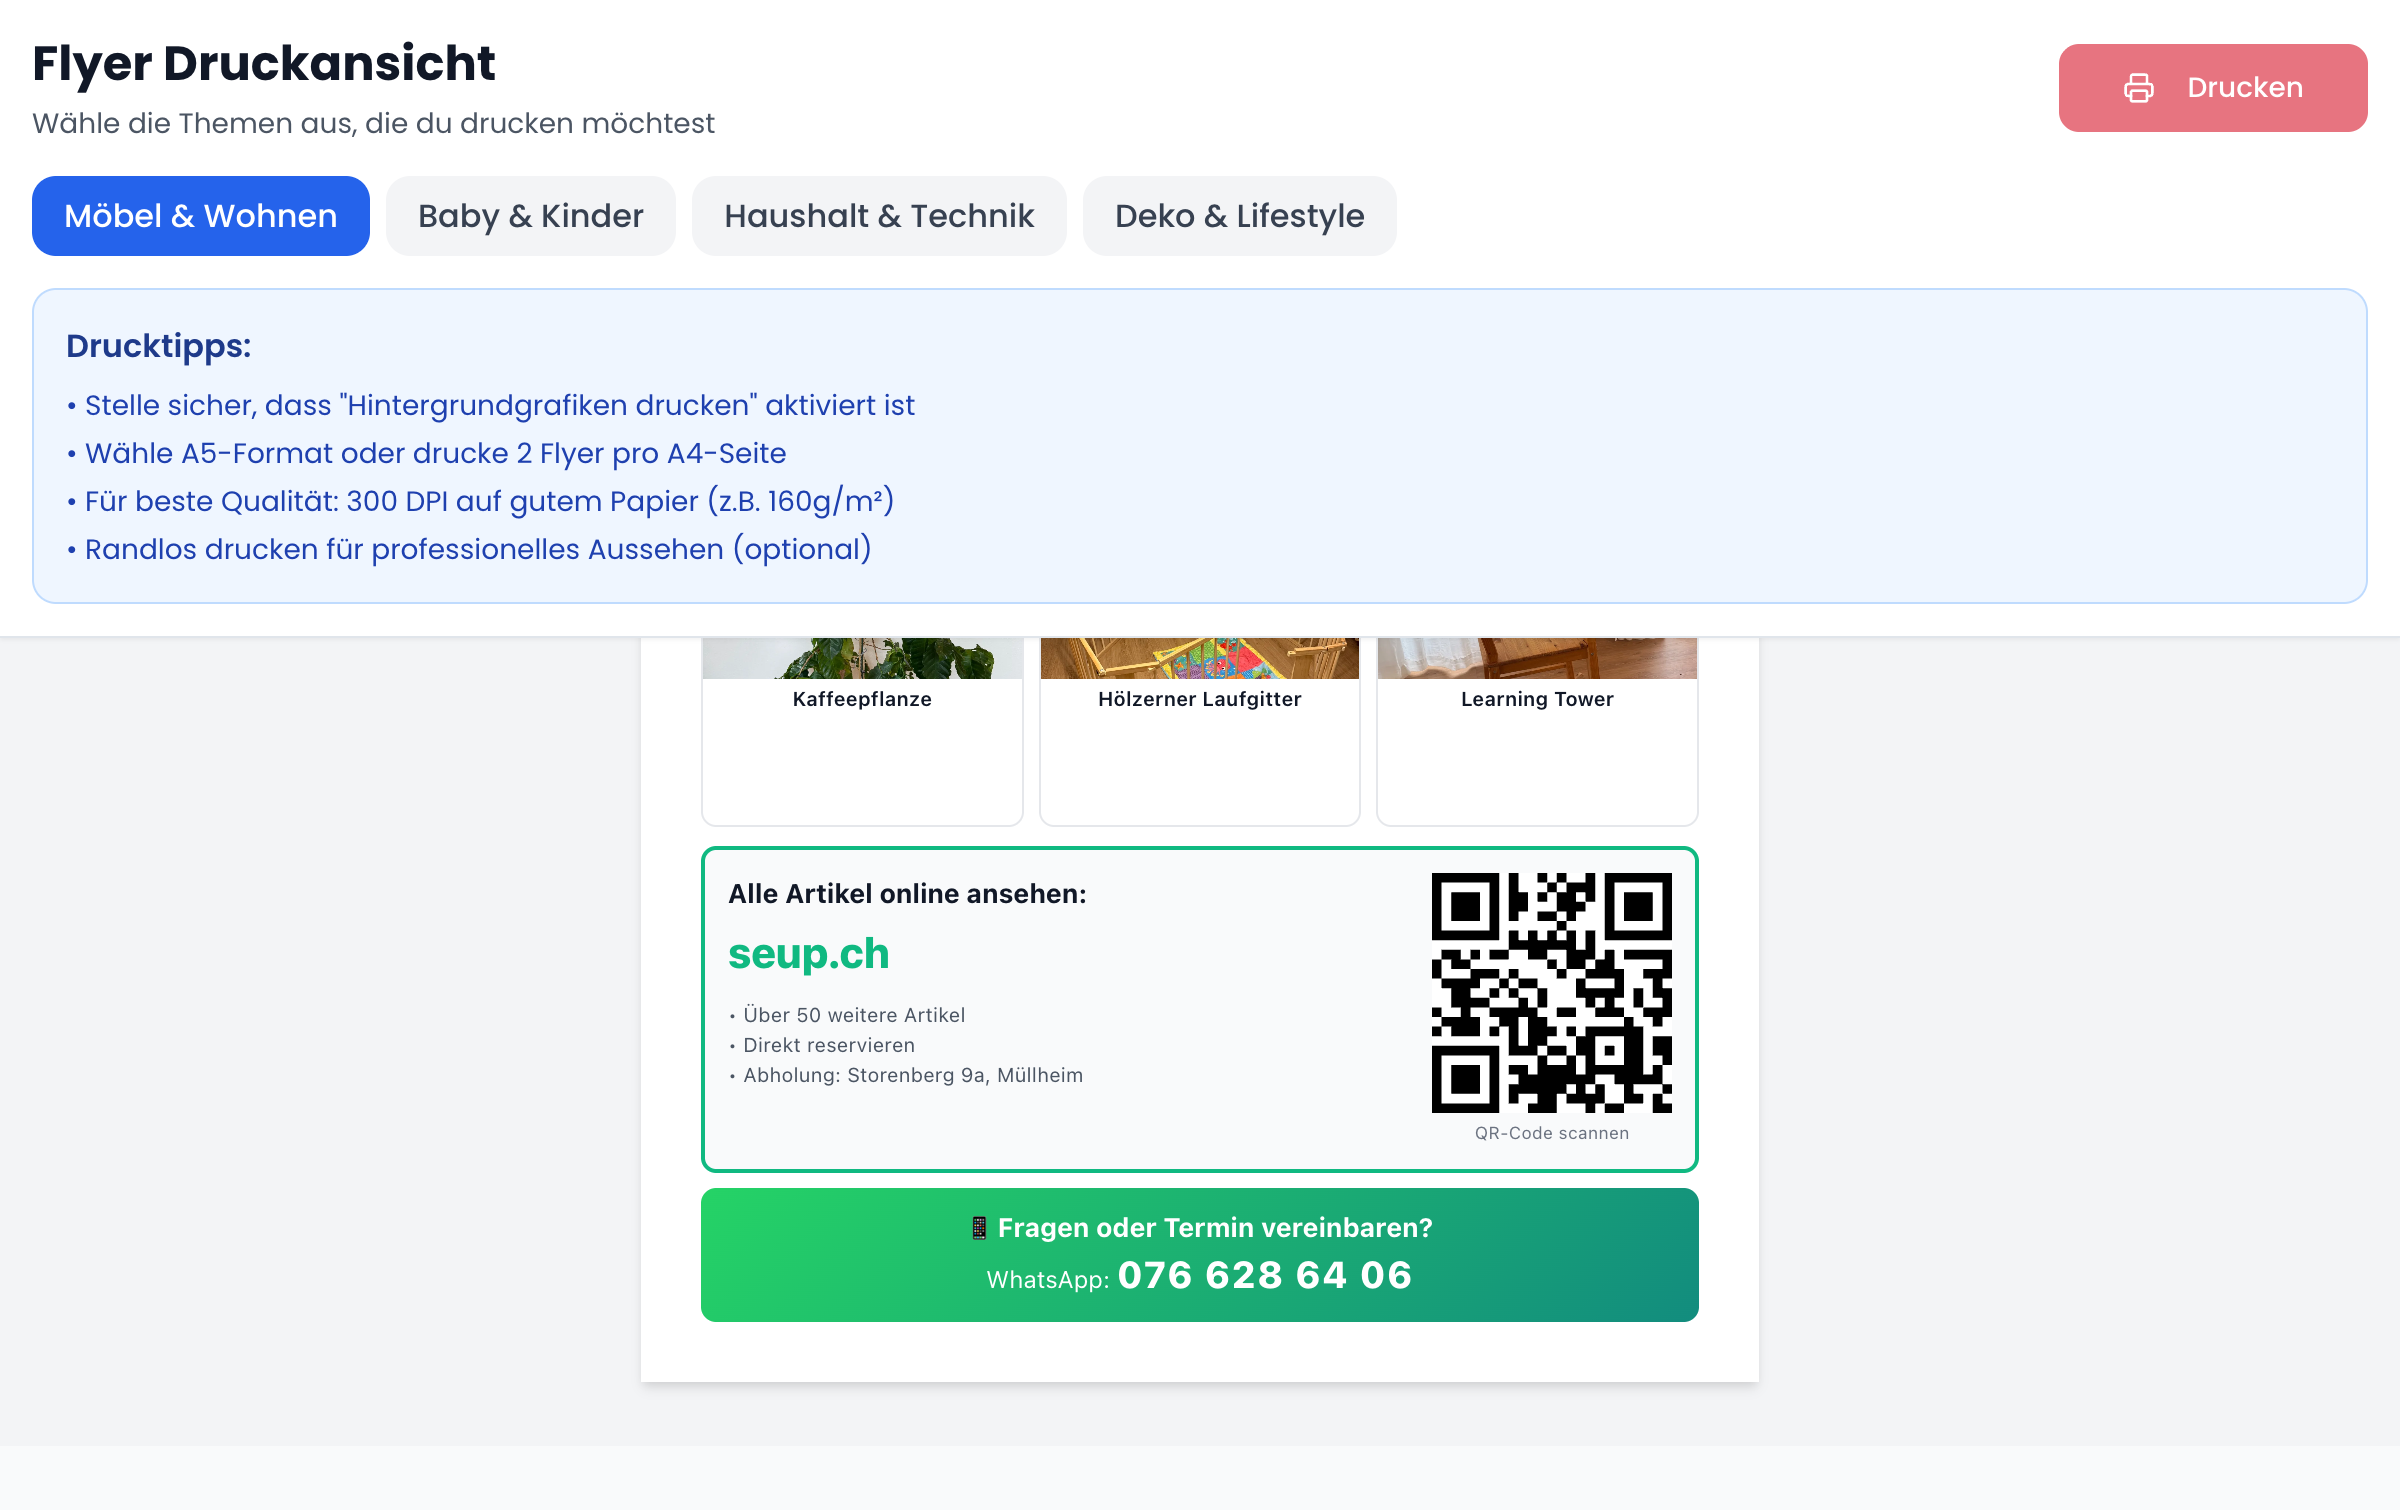 Flyer Druckansicht
Wähle die Themen aus, die du drucken möchtest
Drucken
Möbel & Wohnen
Baby & Kinder
Haushalt & Technik
Deko & Lifestyle
Drucktipps:
• Stelle sicher, dass "Hintergrundgrafiken drucken" aktiviert ist
• Wähle A5-Format oder drucke 2 Flyer pro A4-Seite
• Für beste Qualität: 300 DPI auf gutem Papier (z.B. 160g/m²)
• Randlos drucken für professionelles Aussehen (optional)
Kaffeepflanze
Hölzerner Laufgitter
Learning Tower
Alle Artikel online ansehen:
seup.ch
• Über 50 weitere Artikel
• Direkt reservieren
• Abholung: Storenberg 9a, Müllheim
QR-Code scannen
📱 Fragen oder Termin vereinbaren?
WhatsApp: 076 628 64 06